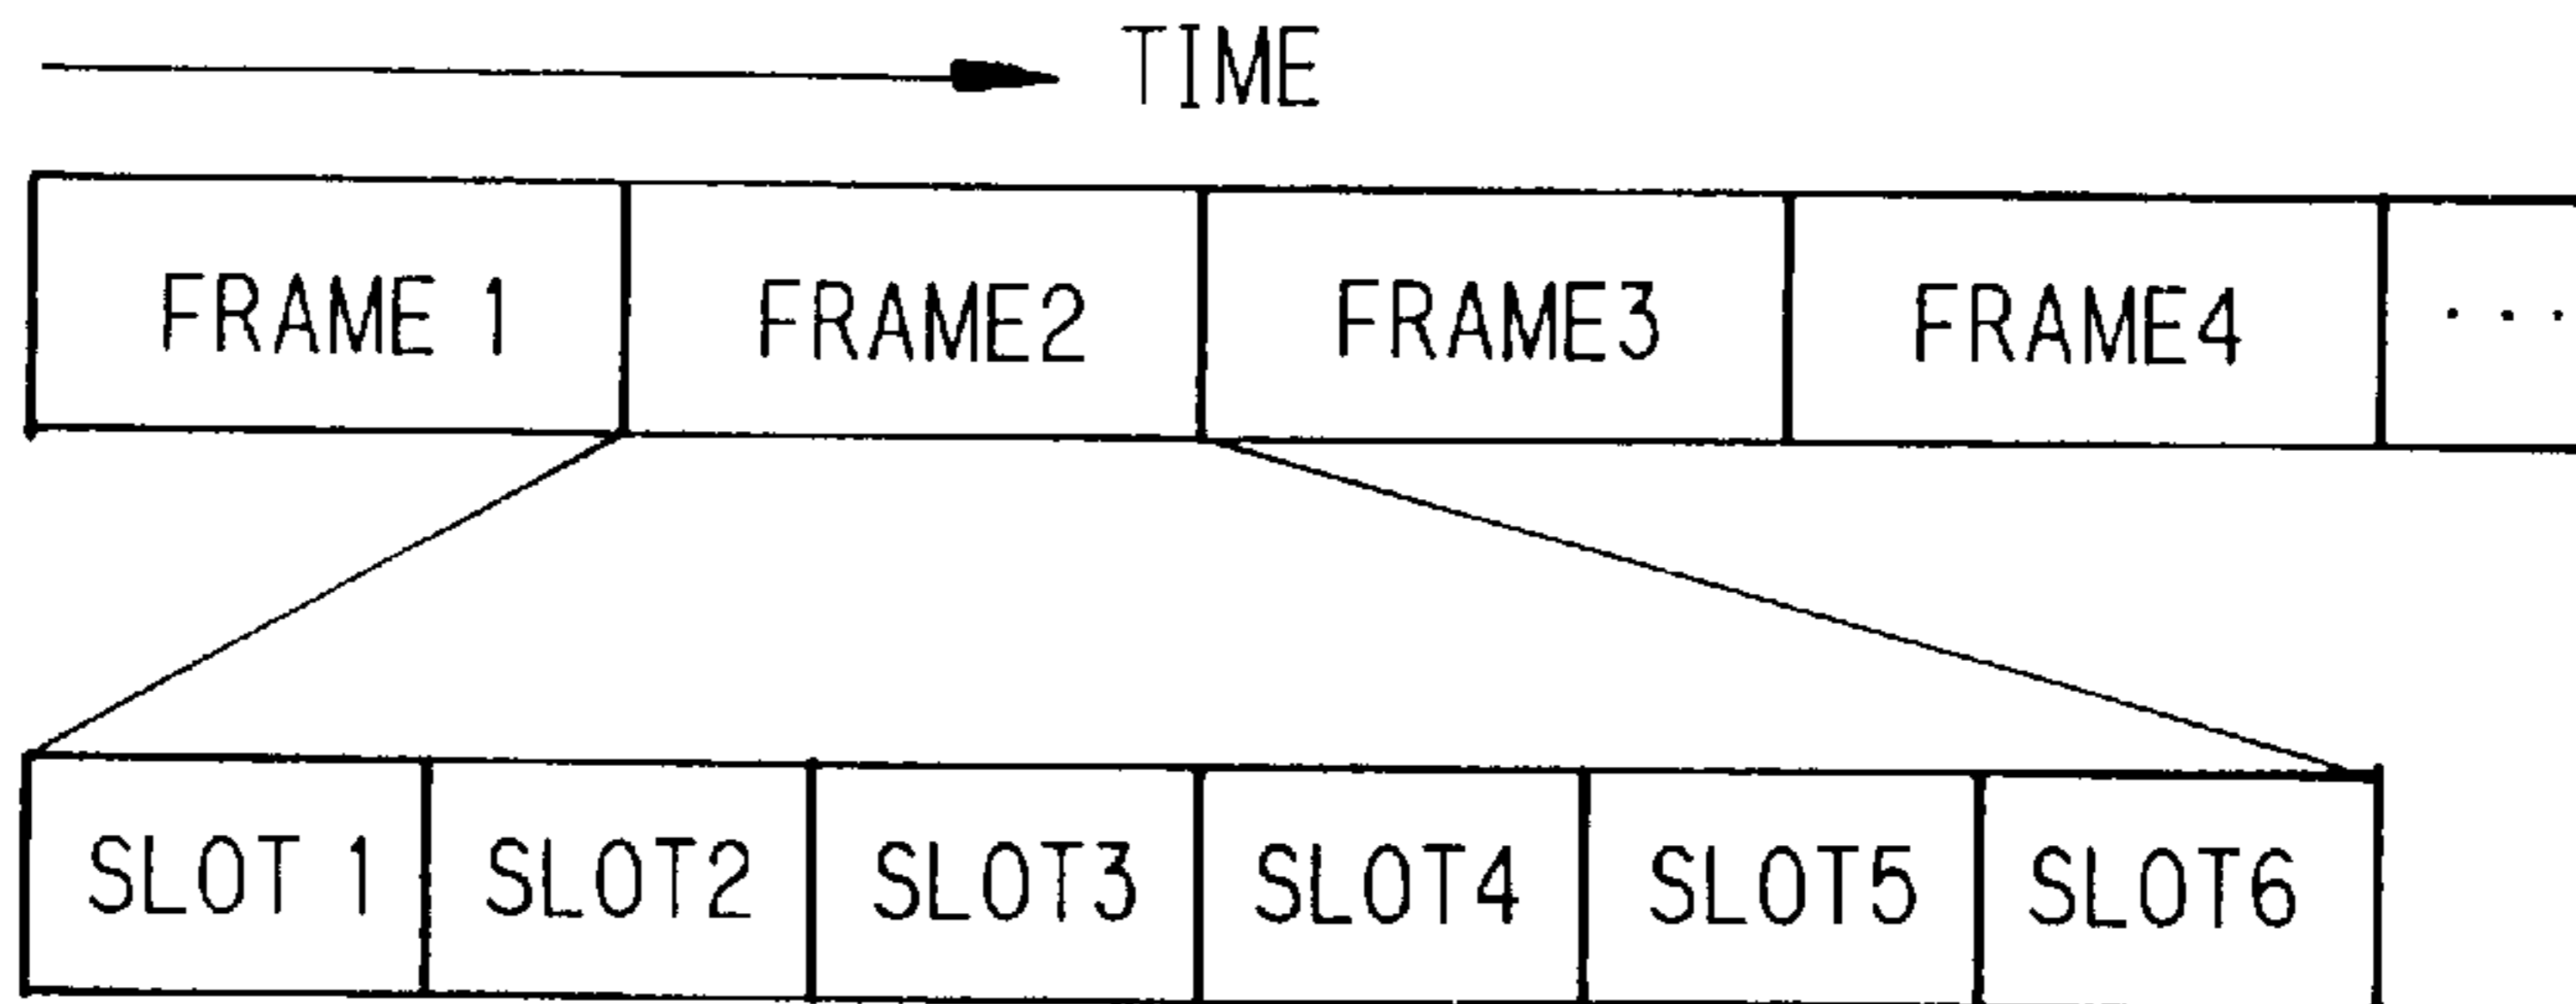 TIME
FRAME 1 FRAME2 FRAME3 FRAME4 ...
SLOT 1 SLOT2 SLOT3 SLOT4 SLOT5 SLOT6